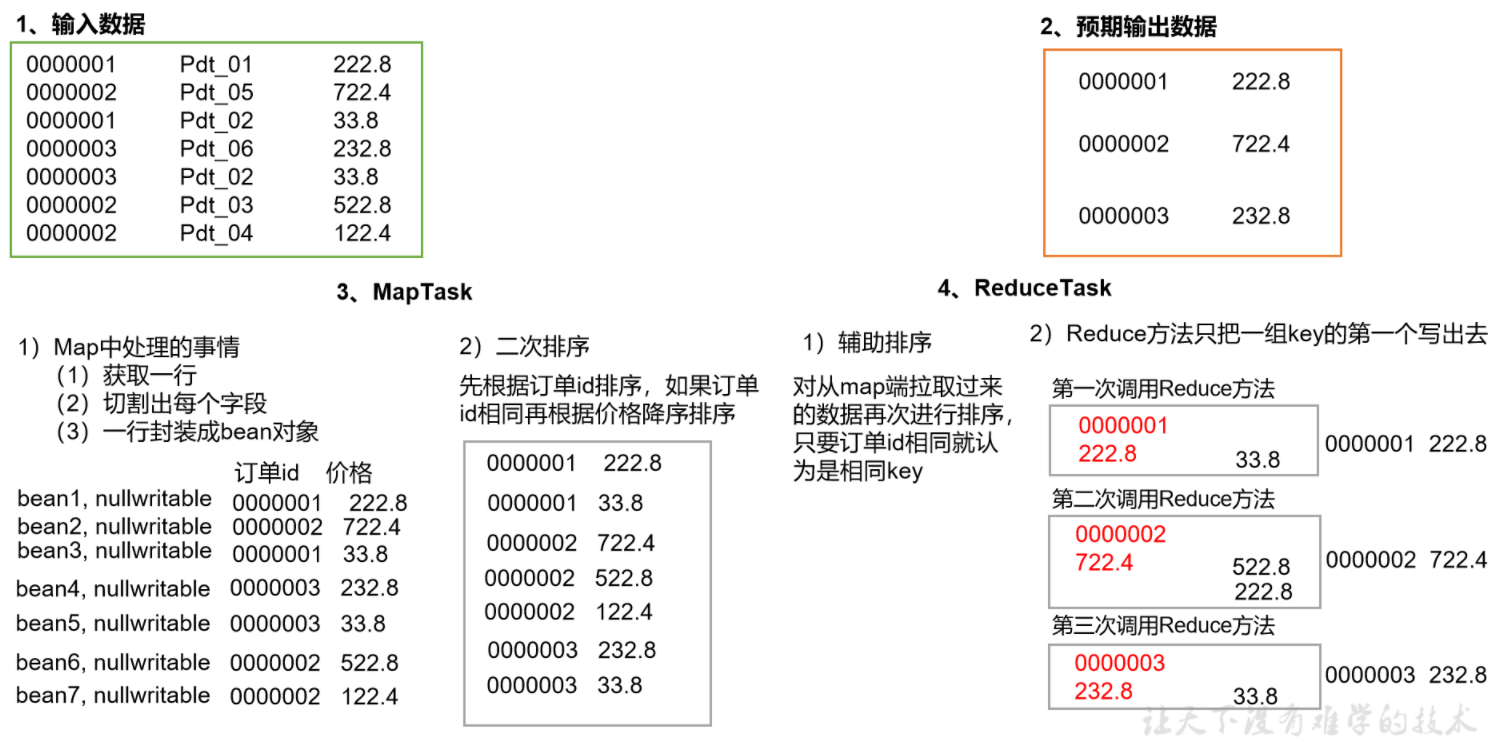 1、输入数据
0000001 Pdt_01 222.8
0000002 Pdt_05 722.4
0000001 Pdt_02 33.8
0000003 Pdt_06 232.8
0000003 Pdt_02 33.8
0000002 Pdt_03 522.8
0000002 Pdt_04 122.4
2、预期输出数据
0000001 222.8
0000002 722.4
0000003 232.8
3、MapTask
1）Map中处理的事情
（1）获取一行
（2）切割出每个字段
（3）一行封装成bean对象
订单id 价格
bean1, nullwritable 0000001 222.8
bean2, nullwritable 0000002 722.4
bean3, nullwritable 0000001 33.8
bean4, nullwritable 0000003 232.8
bean5, nullwritable 0000003 33.8
bean6, nullwritable 0000002 522.8
bean7, nullwritable 0000002 122.4
2）二次排序
先根据订单id排序，如果订单
id相同再根据价格降序排序
0000001 222.8
0000001 33.8
0000002 722.4
0000002 522.8
0000002 122.4
0000003 232.8
0000003 33.8
4、ReduceTask
1）辅助排序
对从map端拉取过来
的数据再次进行排序，
只要订单id相同就认
为是相同key
2）Reduce方法只把一组key的第一个写出去
第一次调用Reduce方法
0000001
222.8 33.8
0000001 222.8
第二次调用Reduce方法
0000002
722.4 522.8
222.8
0000002 722.4
第三次调用Reduce方法
0000003
232.8 33.8
0000003 232.8
让天下没有难学的技术